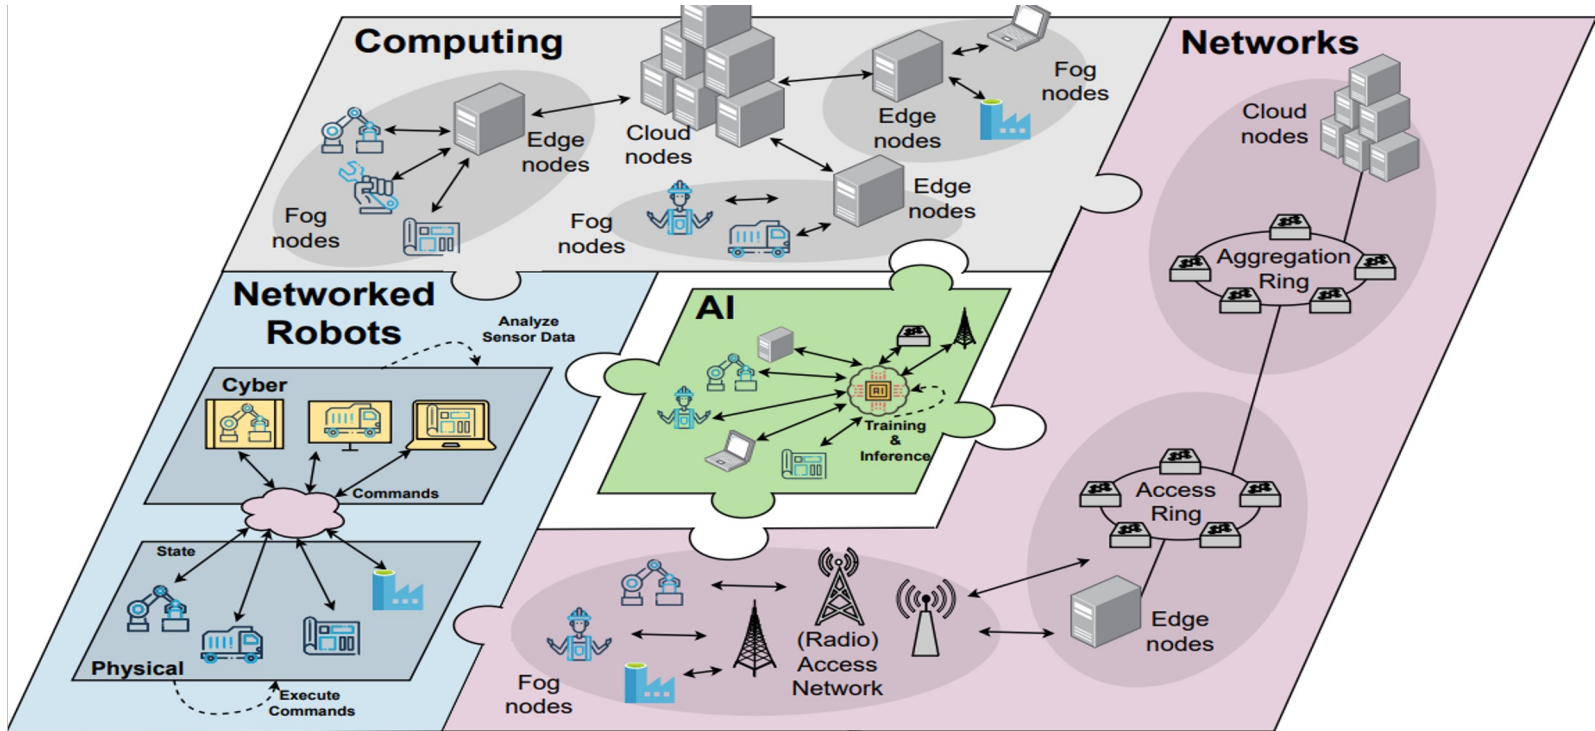 Computing
Edge
nodes
Cloud
nodes
Edge
nodes
Fog
nodes
Fog
nodes
Fog
nodes
Edge
nodes
Networks
Cloud
nodes
Aggregation
Ring
Access
Ring
Edge
nodes
(Radio)
Access
Network
Fog
nodes
Networked
Robots
Analyze
Sensor Data
Cyber
Commands
State
Physical
Execute
Commands
AI
AI
Training
&
Inference